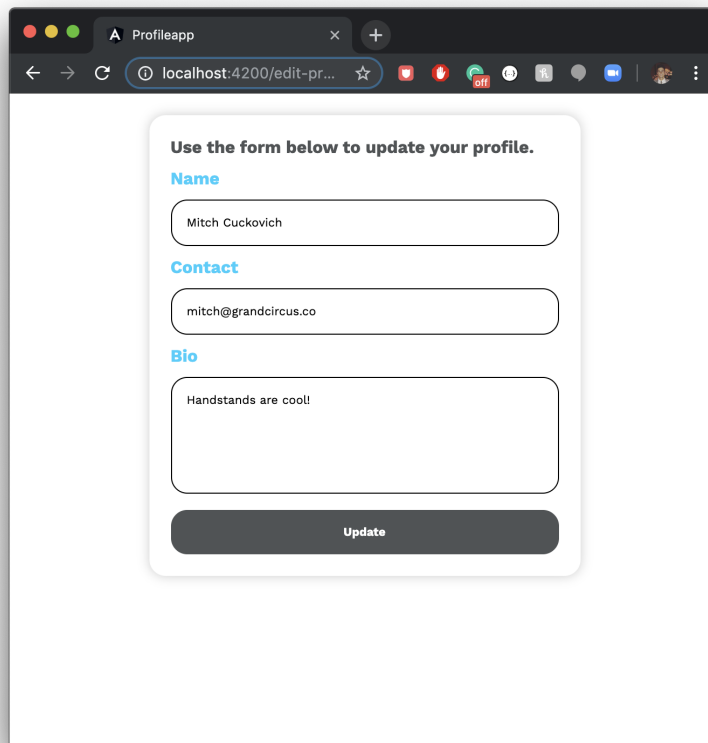 Profileapp
localhost:4200/edit-pr...
off
Use the form below to update your profile.
Name
Mitch Cuckovich
Contact
mitch@grandcircus.co
Bio
Handstands are cool!
Update